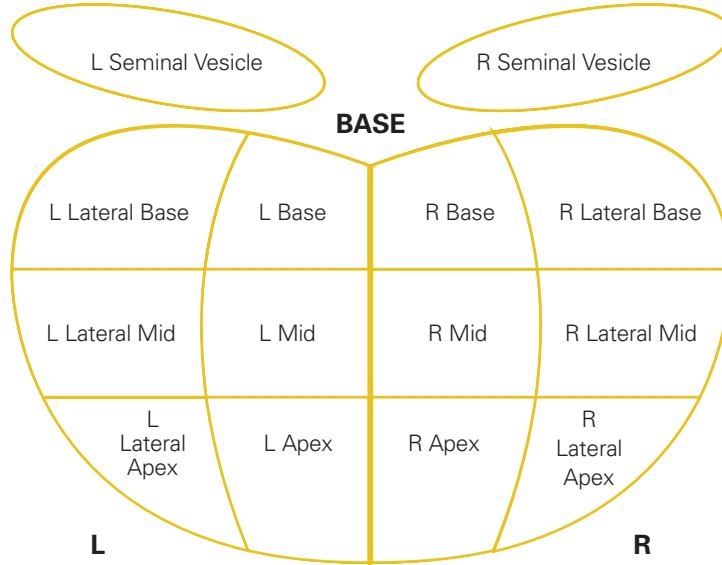 L Seminal Vesicle
R Seminal Vesicle
BASE
L Lateral Base
L Base
R Base
R Lateral Base
L Lateral Mid
L Mid
R Mid
R Lateral Mid
L
Lateral
Apex
L Apex
R Apex
R
Lateral
Apex
L
R